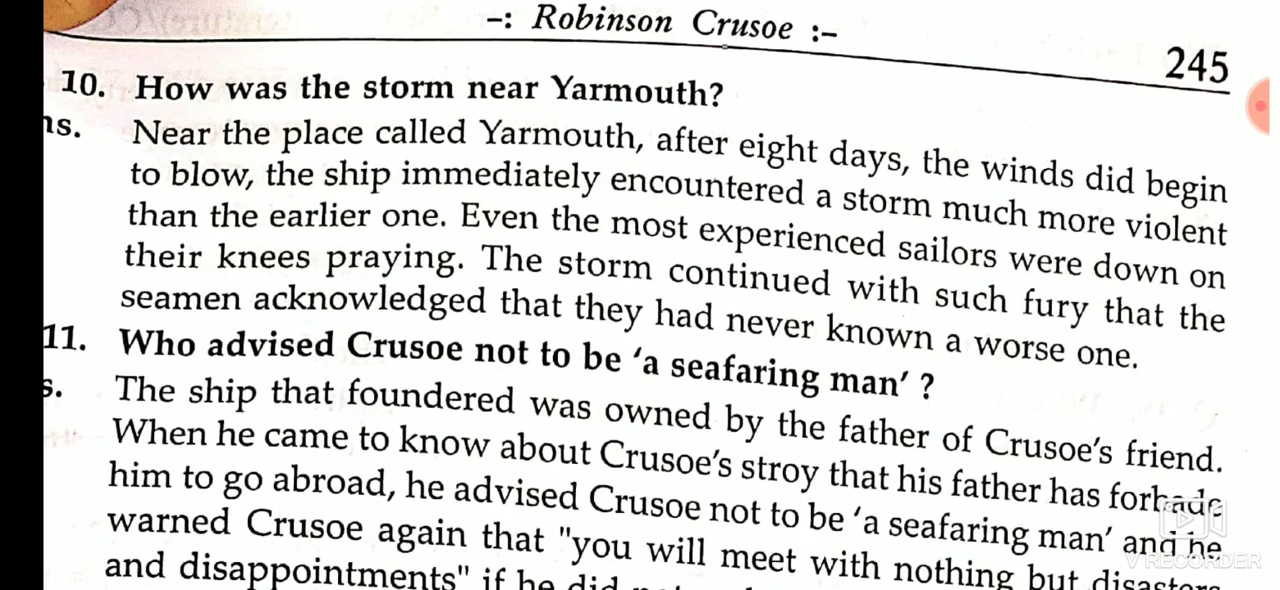 -: Robinson Crusoe :-
245
10. How was the storm near Yarmouth?
ns. Near the place called Yarmouth, after eight days, the winds did begin
to blow, the ship immediately encountered a storm much more violent
than the earlier one. Even the most experienced sailors were down on
their knees praying. The storm continued with such fury that the
seamen acknowledged that they had never known a worse one.
11. Who advised Crusoe not to be 'a seafaring man' ?
s. The ship that foundered was owned by the father of Crusoe's friend.
When he came to know about Crusoe's stroy that his father has forbade
him to go abroad, he advised Crusoe not to be 'a seafaring man' and he
warned Crusoe again that "you will meet with nothing but disasters
and disappointments" if he did
V RECORDER